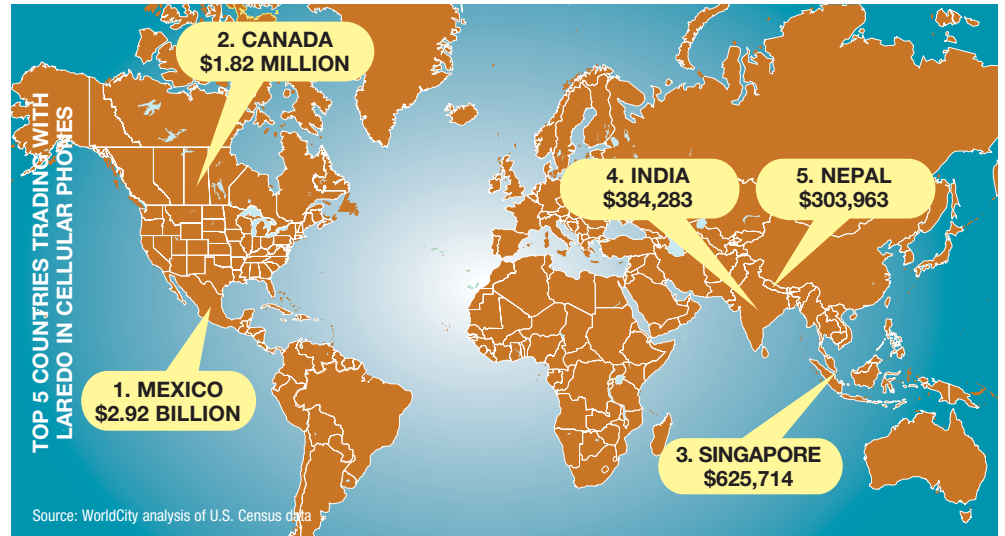 TOP 5 COUNTRIES TRADING WITH
LAREDO IN CELLULAR PHONES
2. CANADA
$1.82 MILLION
4. INDIA
$384,283
5. NEPAL
$303,963
1. MEXICO
$2.92 BILLION
3. SINGAPORE
$625,714
Source: WorldCity analysis of U.S. Census data